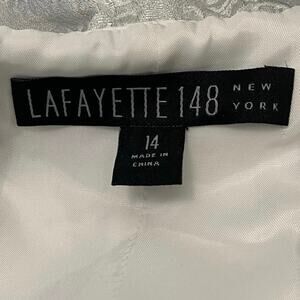 LAFAYETTE 148 NEW YORK
14
MADE IN
CHINA